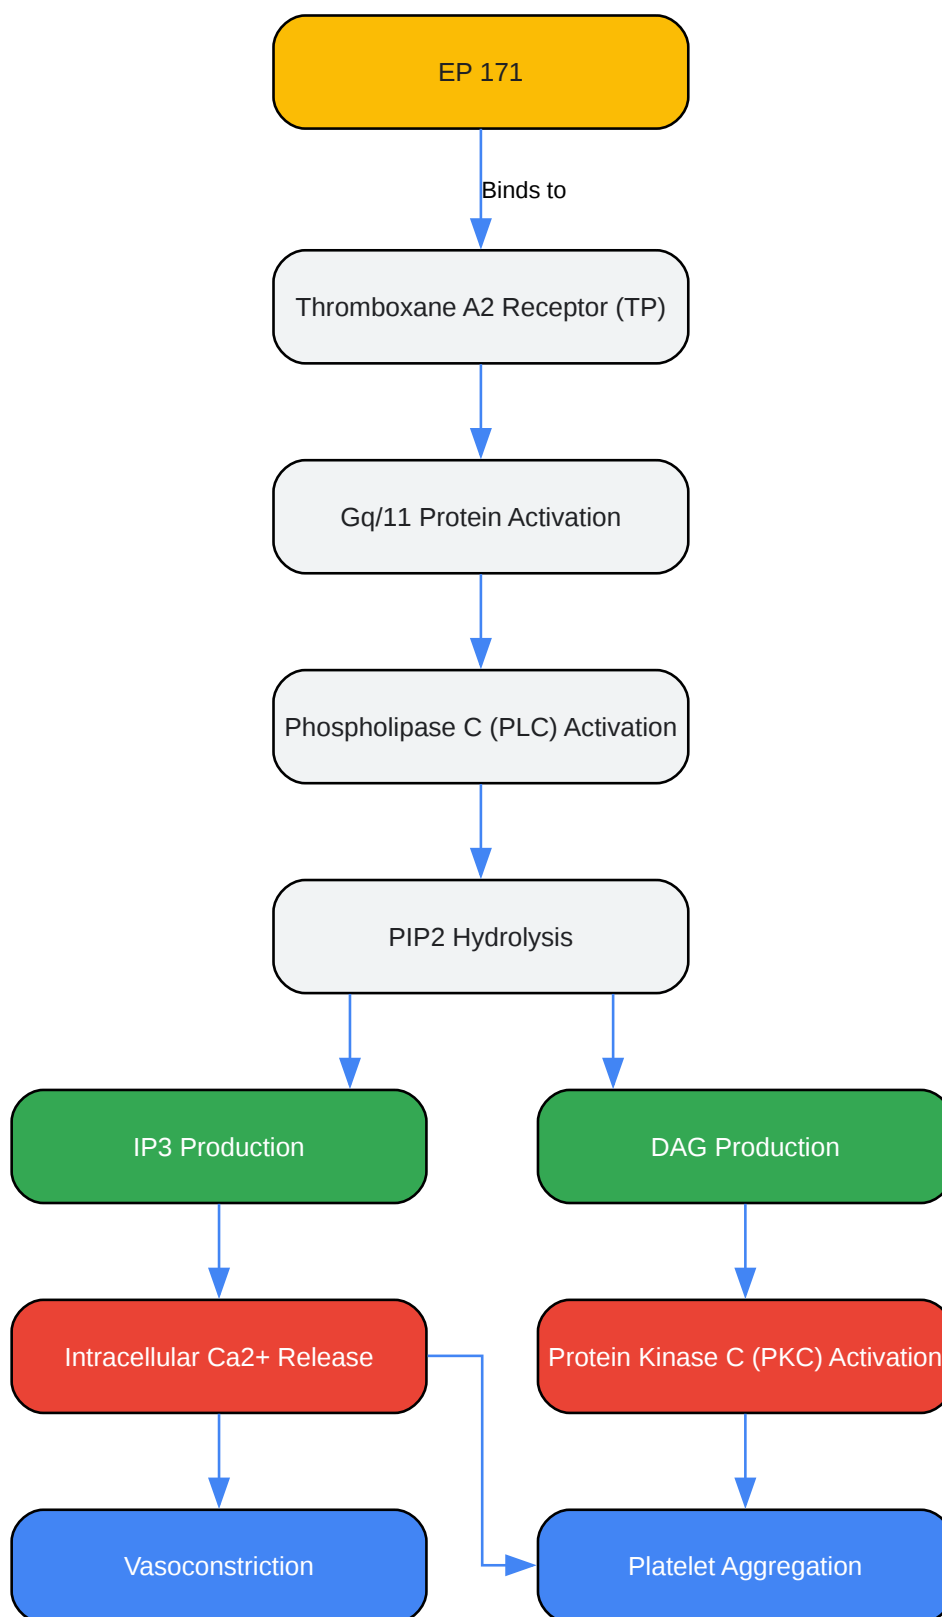 EP 171
Binds to
Thromboxane A2 Receptor (TP)
Gq/11 Protein Activation
Phospholipase C (PLC) Activation
PIP2 Hydrolysis
IP3 Production
DAG Production
Intracellular Ca2+ Release
Protein Kinase C (PKC) Activation
Vasoconstriction
Platelet Aggregation